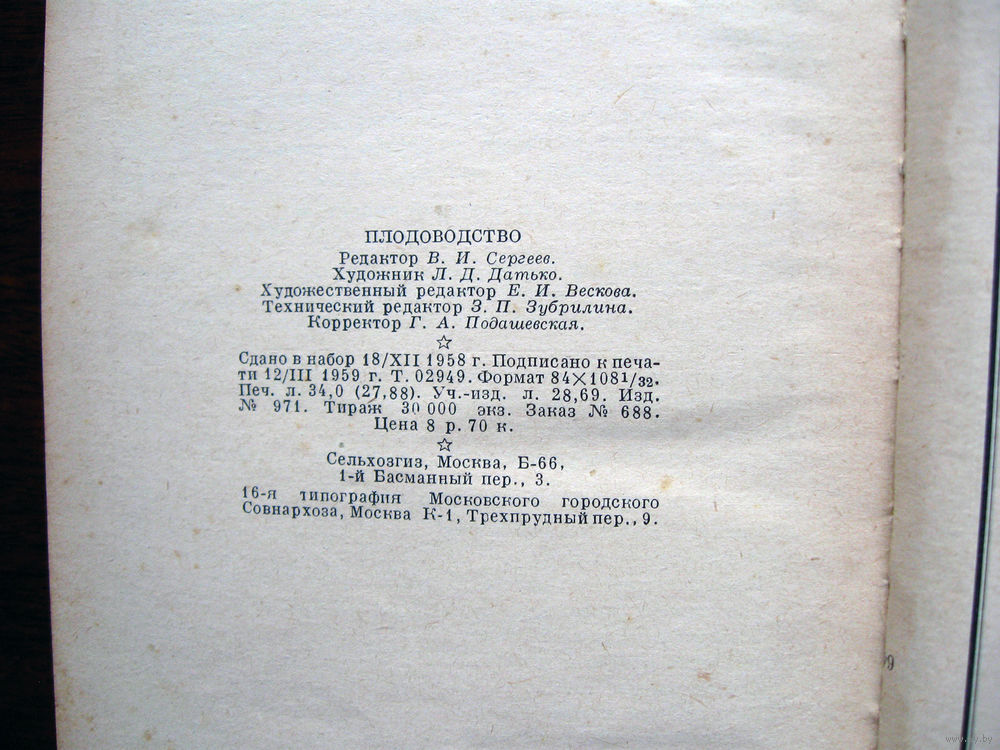 ПЛОДОВОДСТВО
Редактор В. И. Сергеев.
Художник Л. Д. Датько.
Художественный редактор Е. И. Вескова.
Технический редактор З. П. Зубрилина.
Корректор Г. А. Подашевская.
☆
Сдано в набор 18/XII 1958 г. Подписано к печа-
ти 12/III 1959 г. Т. 02949. Формат 84×108¹/₃₂.
Печ. л. 34,0 (27,88). Уч.-изд. л. 28,69. Изд.
№ 971. Тираж 30 000 экз. Заказ № 688.
Цена 8 р. 70 к.
☆
Сельхозгиз, Москва, Б-66,
1-й Басманный пер., 3.
16-я типография Московского городского
Совнархоза, Москва К-1, Трехпрудный пер., 9.